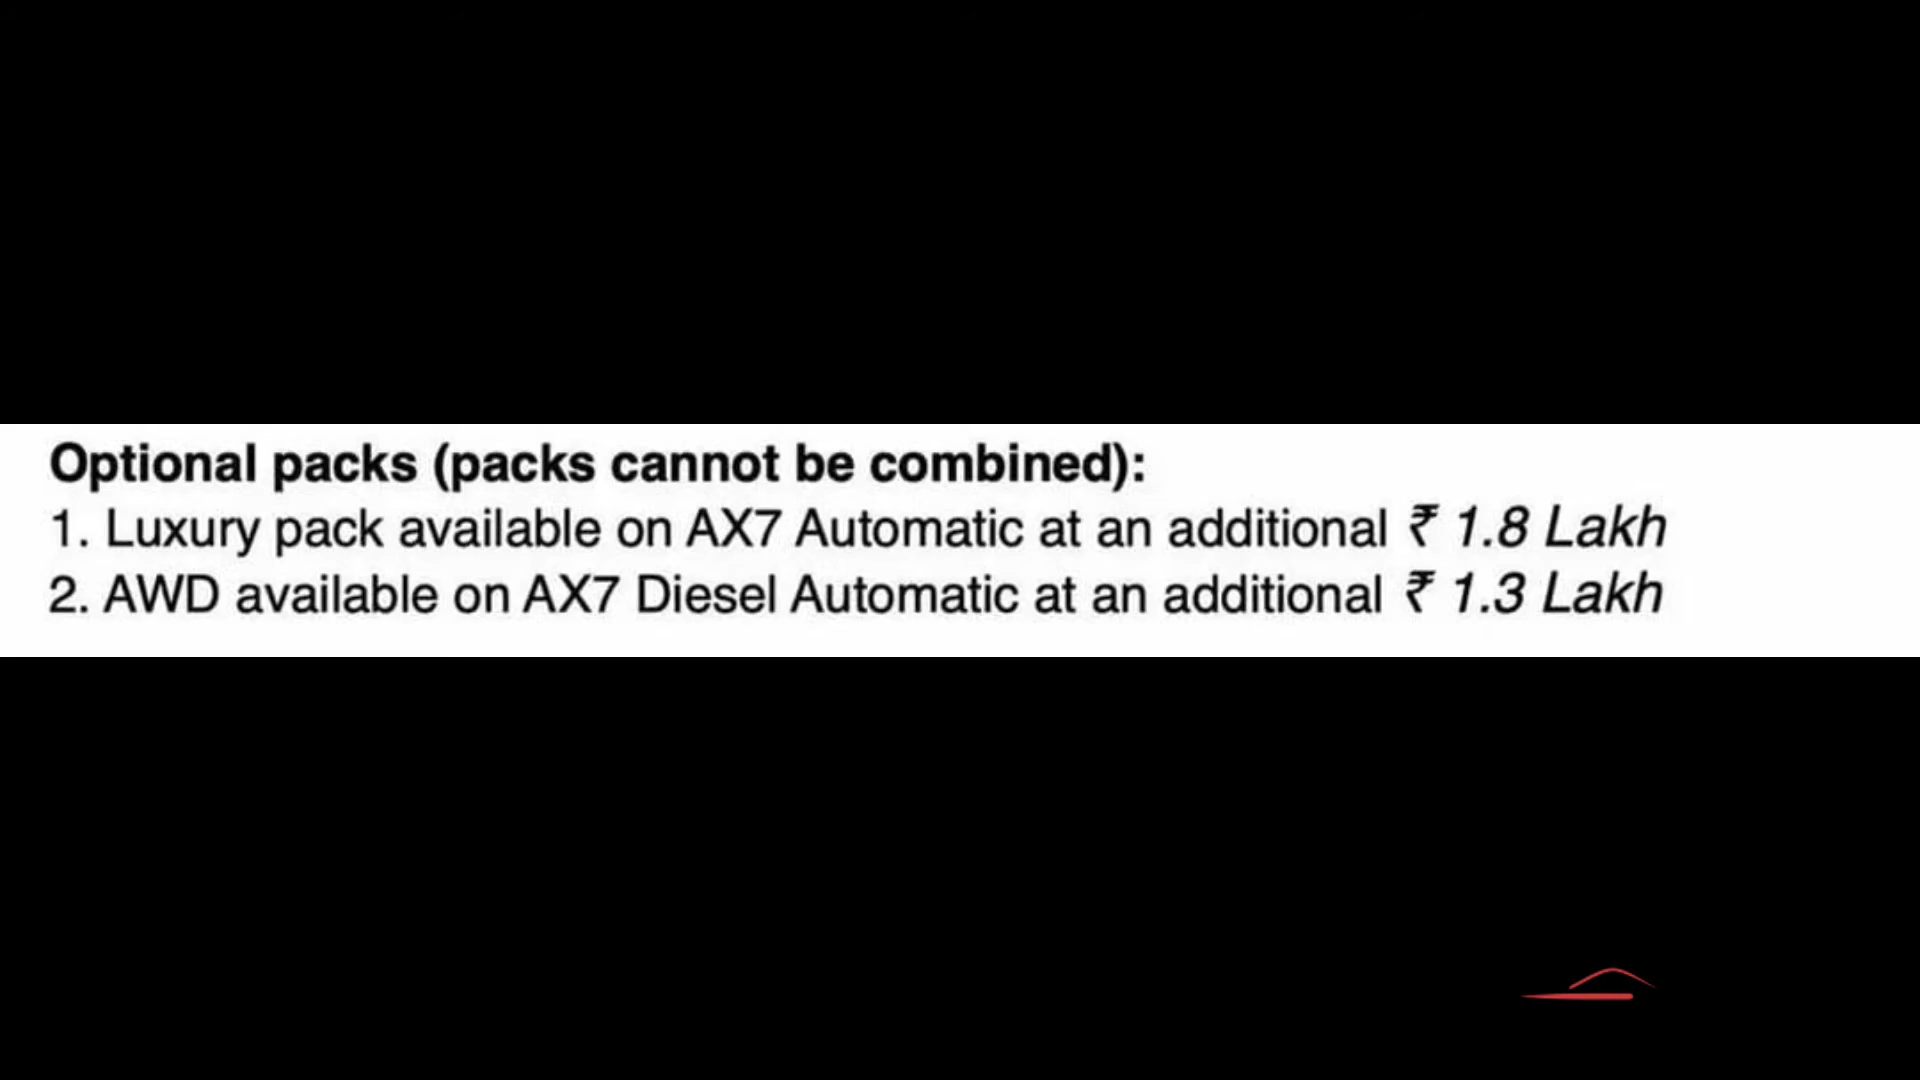 Optional packs (packs cannot be combined):
1. Luxury pack available on AX7 Automatic at an additional ₹ 1.8 Lakh
2. AWD available on AX7 Diesel Automatic at an additional ₹ 1.3 Lakh